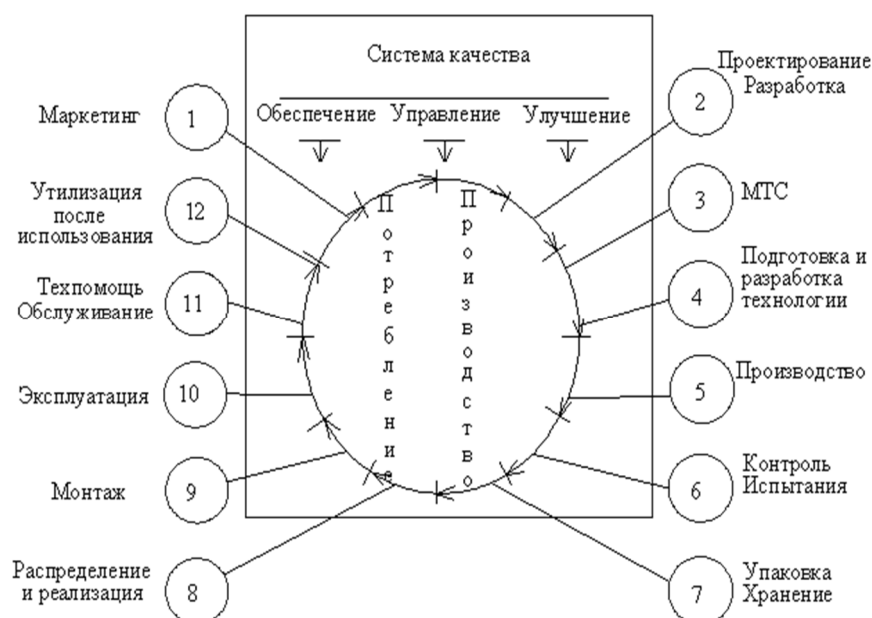 Система качества
Обеспечение Управление Улучшение
Маркетинг
1
Утилизация
после
использования
12
Техпомощь
Обслуживание
11
Эксплуатация
10
Монтаж
9
Распределение
и реализация
8
Потребление
Производство
2
Проектирование
Разработка
3
МТС
4
Подготовка и
разработка
технологии
5
Производство
6
Контроль
Испытания
7
Упаковка
Хранение